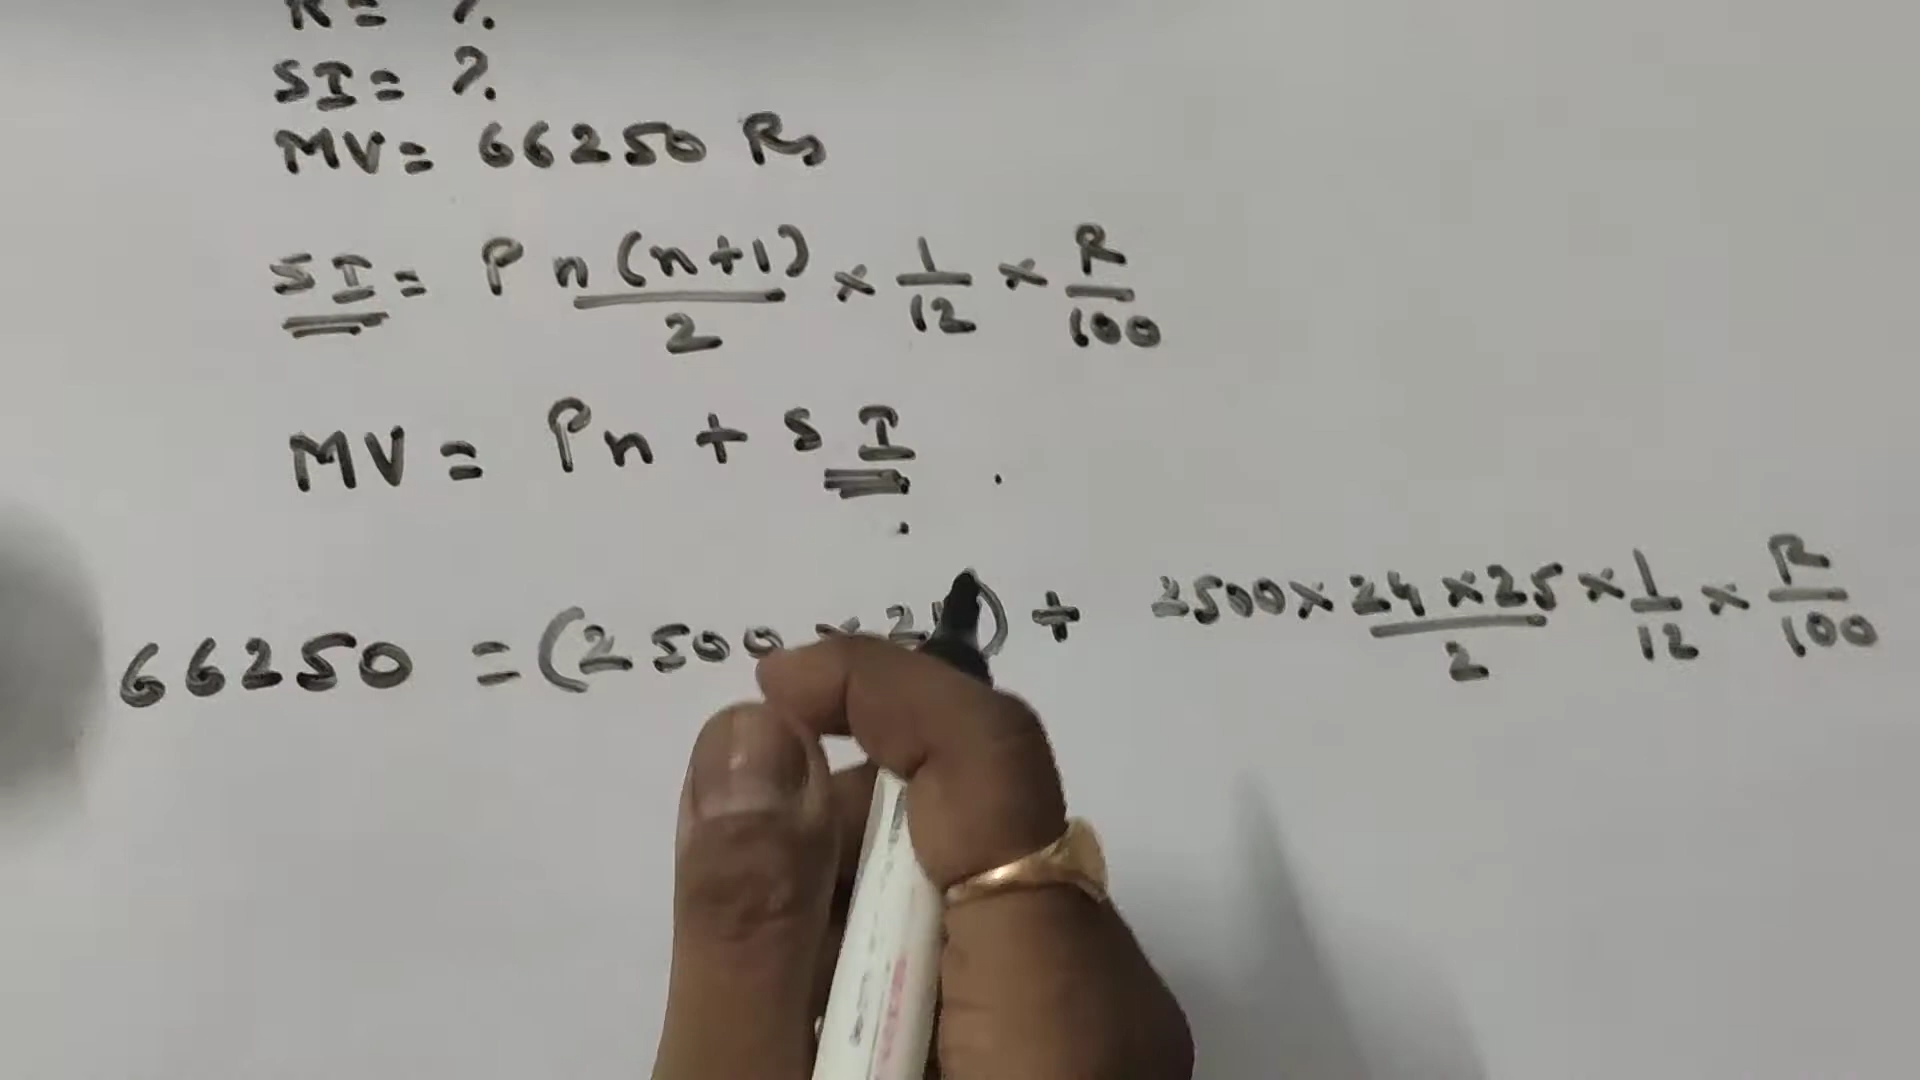 R = ?
SI = ?
MV = 66250 Rs
SI = P n(n+1)/2 × 1/12 × R/100
MV = Pn + SI
66250 = (2500 × 24) + 2500 × 24 × 25/2 × 1/12 × R/100